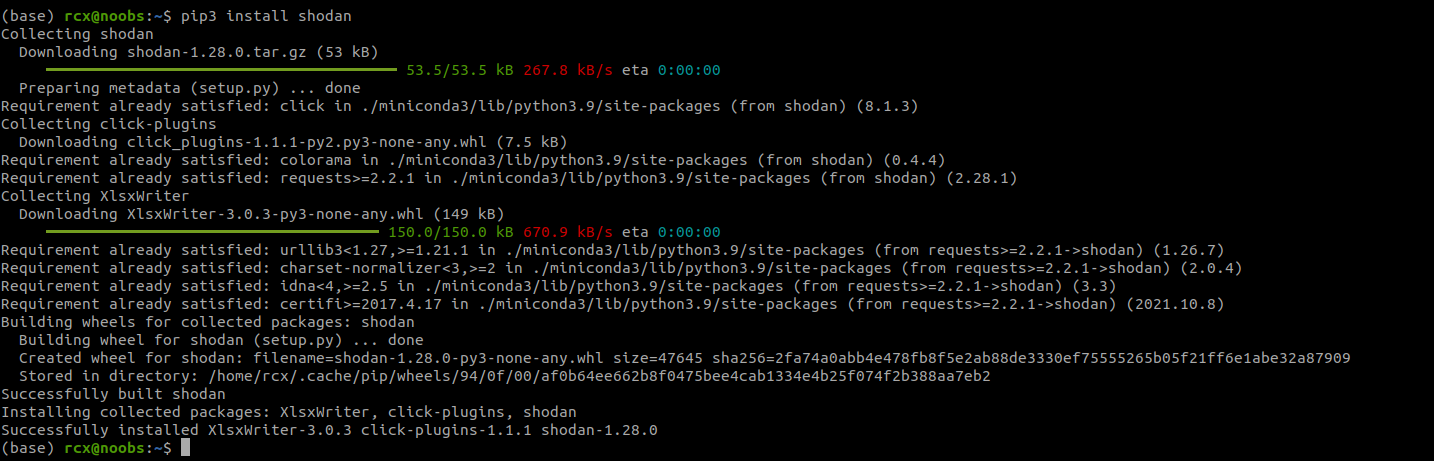 (base) rcx@noobs:~$ pip3 install shodan
Collecting shodan
  Downloading shodan-1.28.0.tar.gz (53 kB)
     53.5/53.5 kB 267.8 kB/s eta 0:00:00
  Preparing metadata (setup.py) ... done
Requirement already satisfied: click in ./miniconda3/lib/python3.9/site-packages (from shodan) (8.1.3)
Collecting click-plugins
  Downloading click_plugins-1.1.1-py2.py3-none-any.whl (7.5 kB)
Requirement already satisfied: colorama in ./miniconda3/lib/python3.9/site-packages (from shodan) (0.4.4)
Requirement already satisfied: requests>=2.2.1 in ./miniconda3/lib/python3.9/site-packages (from shodan) (2.28.1)
Collecting XlsxWriter
  Downloading XlsxWriter-3.0.3-py3-none-any.whl (149 kB)
     150.0/150.0 kB 670.9 kB/s eta 0:00:00
Requirement already satisfied: urllib3<1.27,>=1.21.1 in ./miniconda3/lib/python3.9/site-packages (from requests>=2.2.1->shodan) (1.26.7)
Requirement already satisfied: charset-normalizer<3,>=2 in ./miniconda3/lib/python3.9/site-packages (from requests>=2.2.1->shodan) (2.0.4)
Requirement already satisfied: idna<4,>=2.5 in ./miniconda3/lib/python3.9/site-packages (from requests>=2.2.1->shodan) (3.3)
Requirement already satisfied: certifi>=2017.4.17 in ./miniconda3/lib/python3.9/site-packages (from requests>=2.2.1->shodan) (2021.10.8)
Building wheels for collected packages: shodan
  Building wheel for shodan (setup.py) ... done
  Created wheel for shodan: filename=shodan-1.28.0-py3-none-any.whl size=47645 sha256=2fa74a0abb4e478fb8f5e2ab88de3330ef75555265b05f21ff6e1abe32a87909
  Stored in directory: /home/rcx/.cache/pip/wheels/94/0f/00/af0b64ee662b8f0475bee4cab1334e4b25f074f2b388aa7eb2
Successfully built shodan
Installing collected packages: XlsxWriter, click-plugins, shodan
Successfully installed XlsxWriter-3.0.3 click-plugins-1.1.1 shodan-1.28.0
(base) rcx@noobs:~$